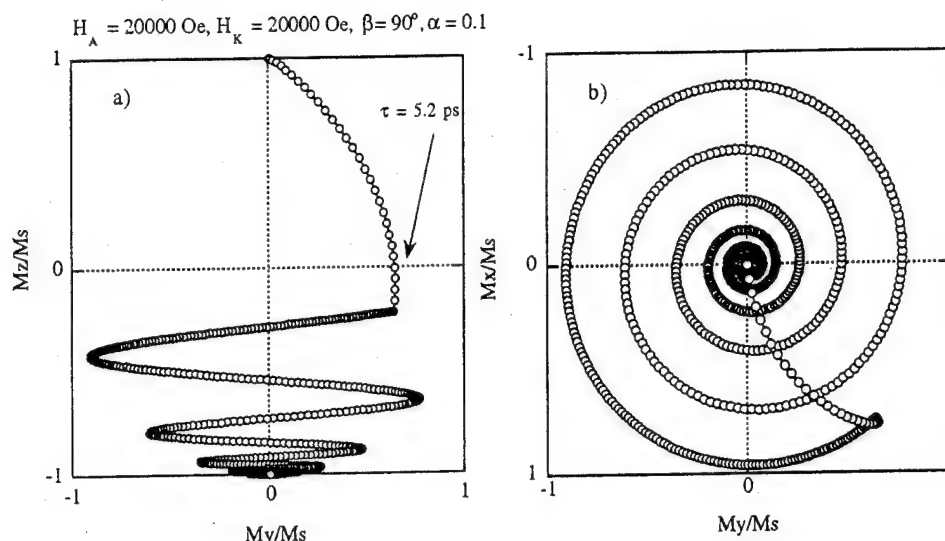 H_A = 20000 Oe, H_K = 20000 Oe, β= 90°, α = 0.1
1
a)
τ = 5.2 ps
Mz/Ms
0
-1
-1
0
1
My/Ms
-1
b)
Mx/Ms
0
1
-1
0
1
My/Ms